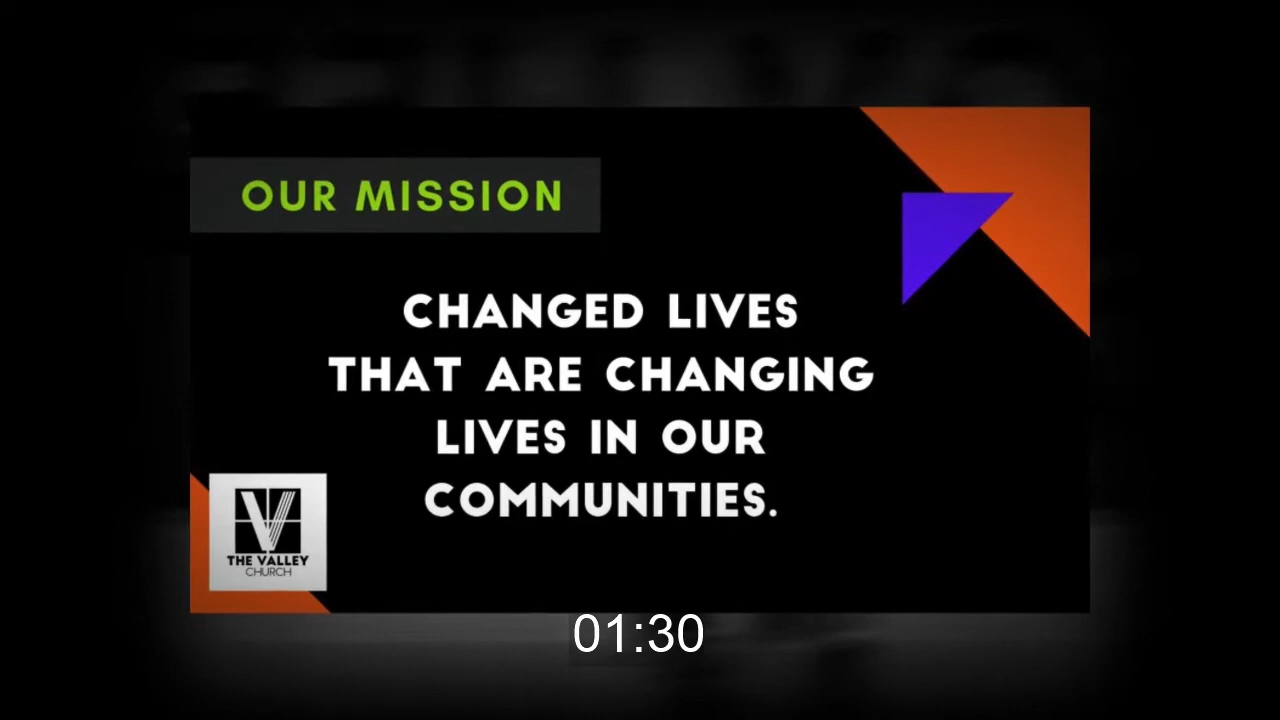 OUR MISSION
CHANGED LIVES
THAT ARE CHANGING
LIVES IN OUR
COMMUNITIES.
V
THE VALLEY
CHURCH
01:30